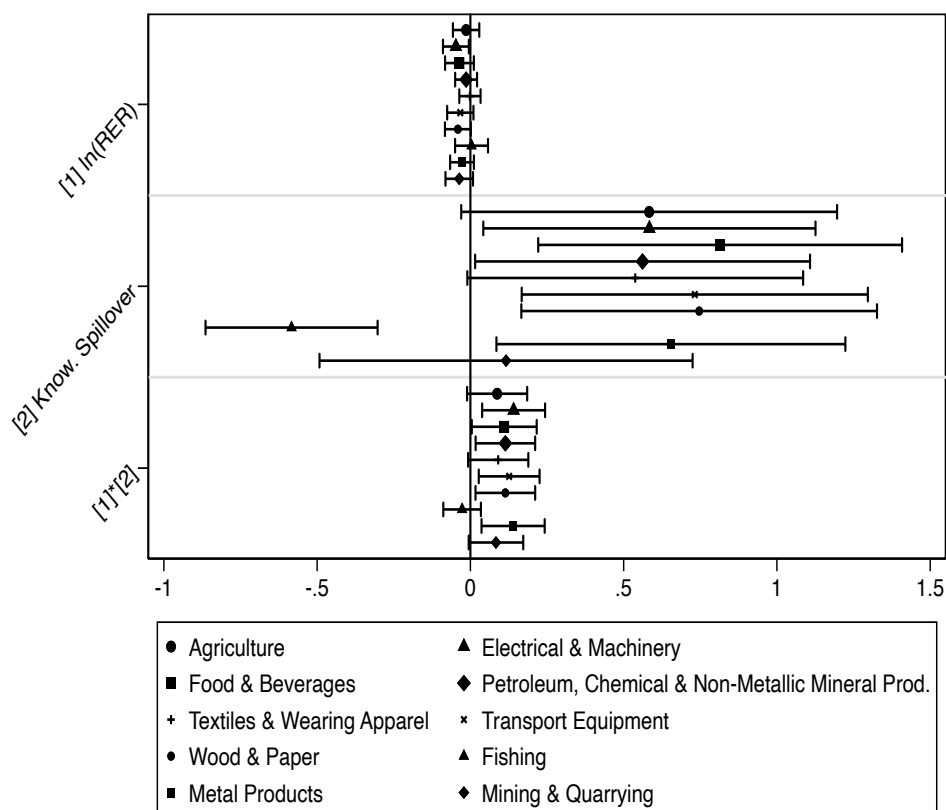 [1] ln(RER)
[2] Know. Spillover
[1]*[2]
-1 -.5 0 .5 1 1.5
Agriculture Electrical & Machinery
Food & Beverages Petroleum, Chemical & Non-Metallic Mineral Prod.
Textiles & Wearing Apparel Transport Equipment
Wood & Paper Fishing
Metal Products Mining & Quarrying